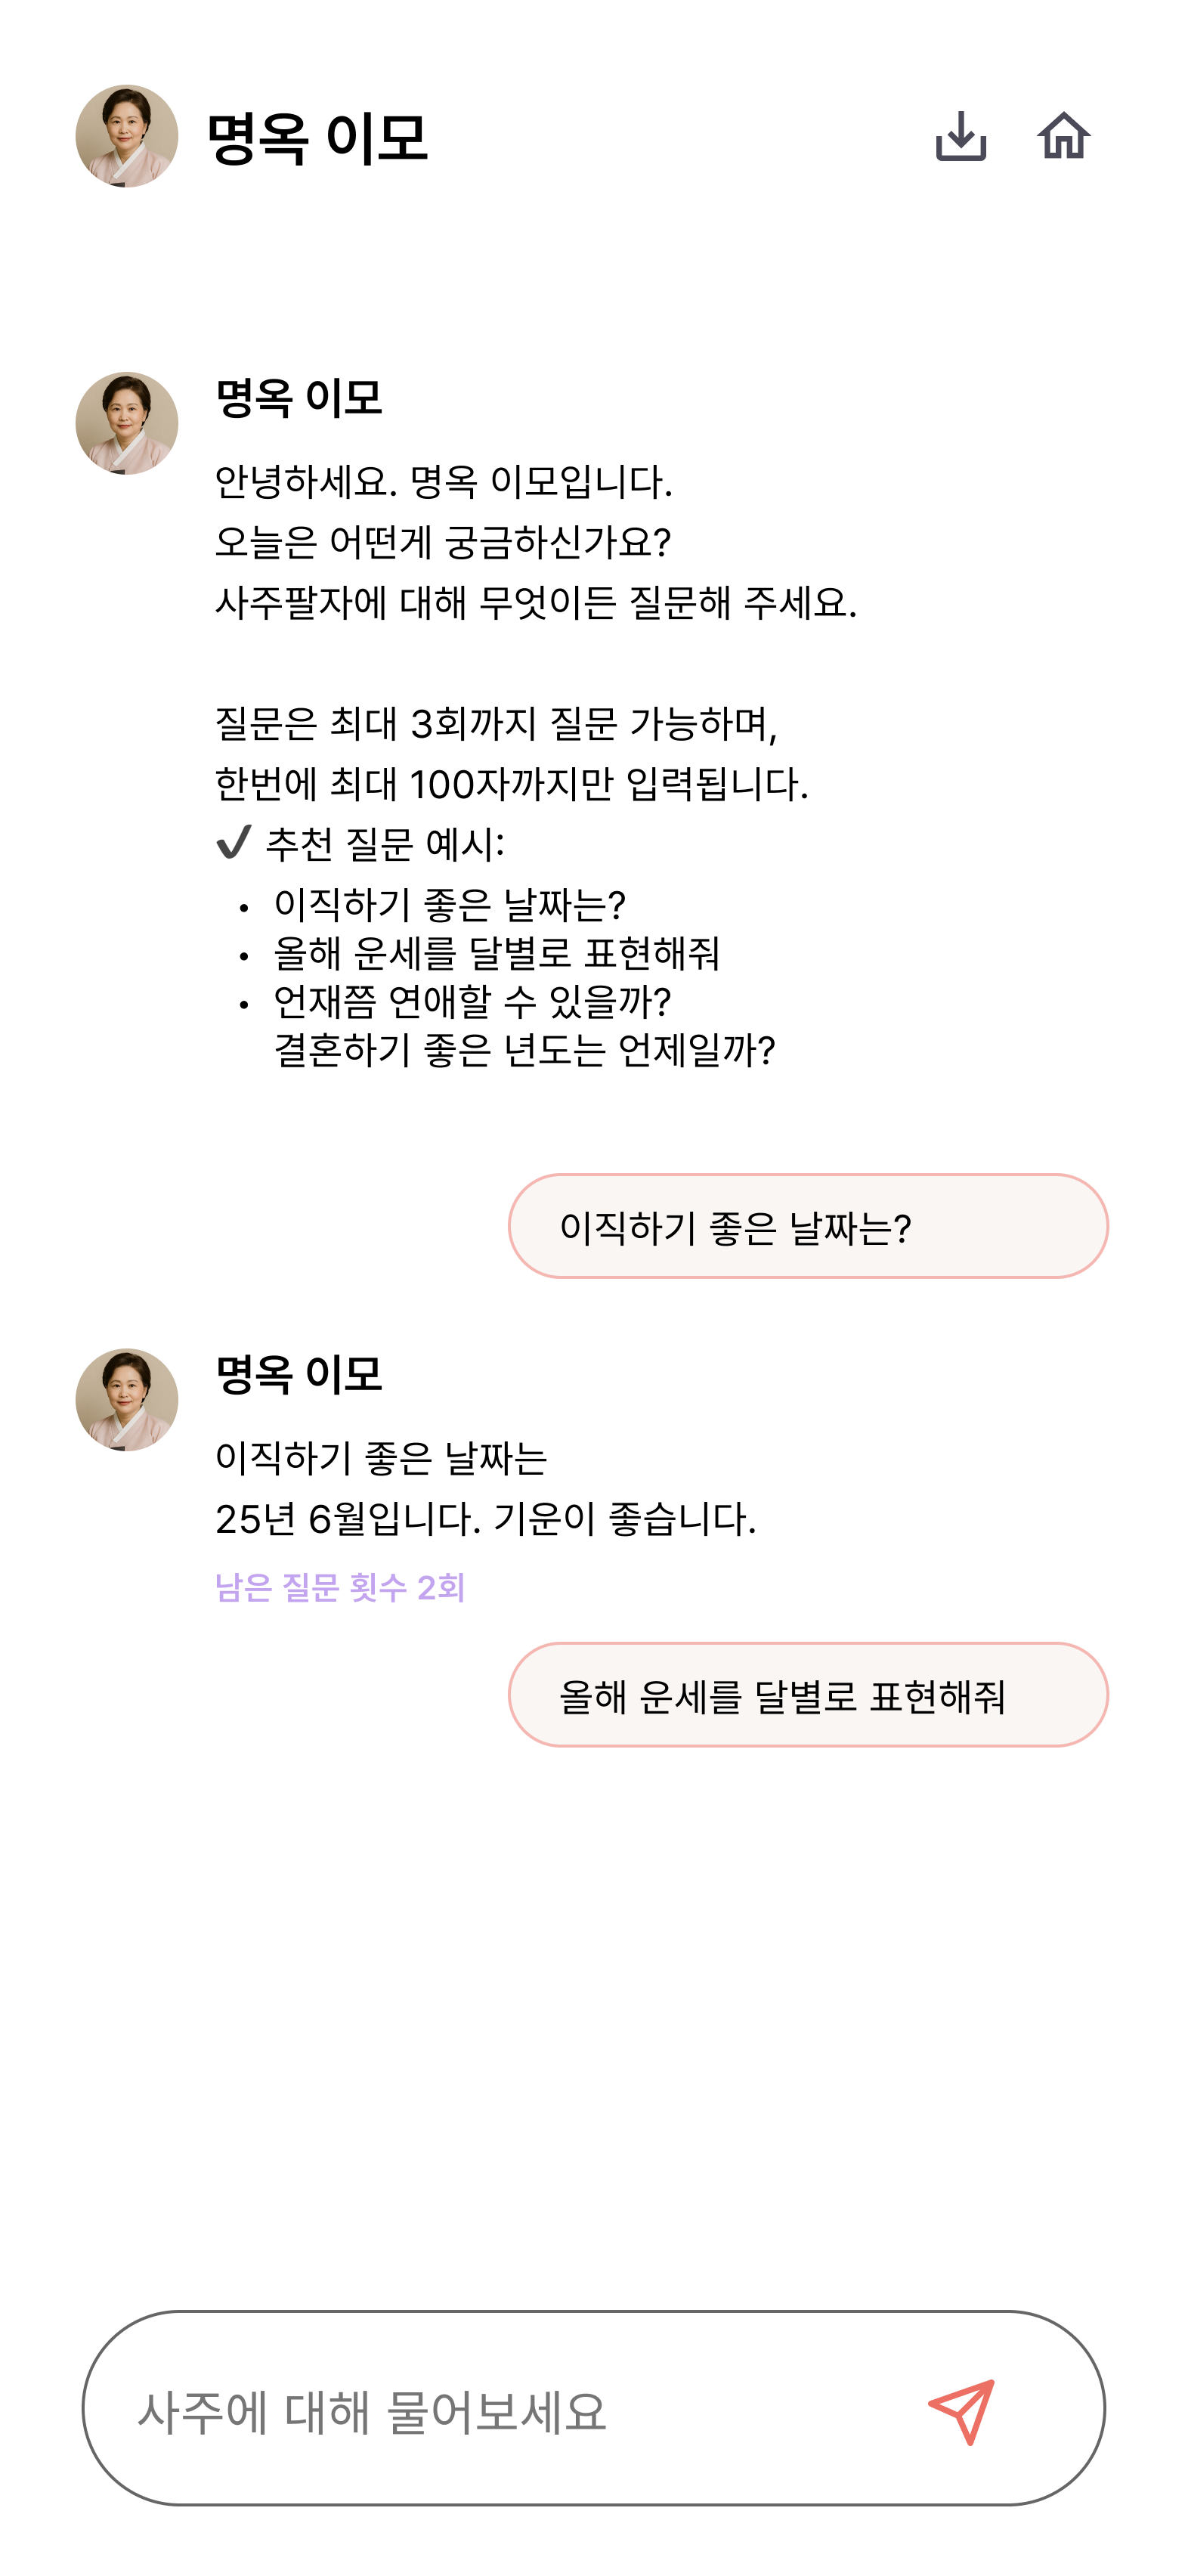 명옥 이모
명옥 이모
안녕하세요. 명옥 이모입니다.
오늘은 어떤게 궁금하신가요?
사주팔자에 대해 무엇이든 질문해 주세요.
질문은 최대 3회까지 질문 가능하며,
한번에 최대 100자까지만 입력됩니다.
✔ 추천 질문 예시:
• 이직하기 좋은 날짜는?
• 올해 운세를 달별로 표현해줘
• 언재쯤 연애할 수 있을까?
결혼하기 좋은 년도는 언제일까?
이직하기 좋은 날짜는?
명옥 이모
이직하기 좋은 날짜는
25년 6월입니다. 기운이 좋습니다.
남은 질문 횟수 2회
올해 운세를 달별로 표현해줘
사주에 대해 물어보세요